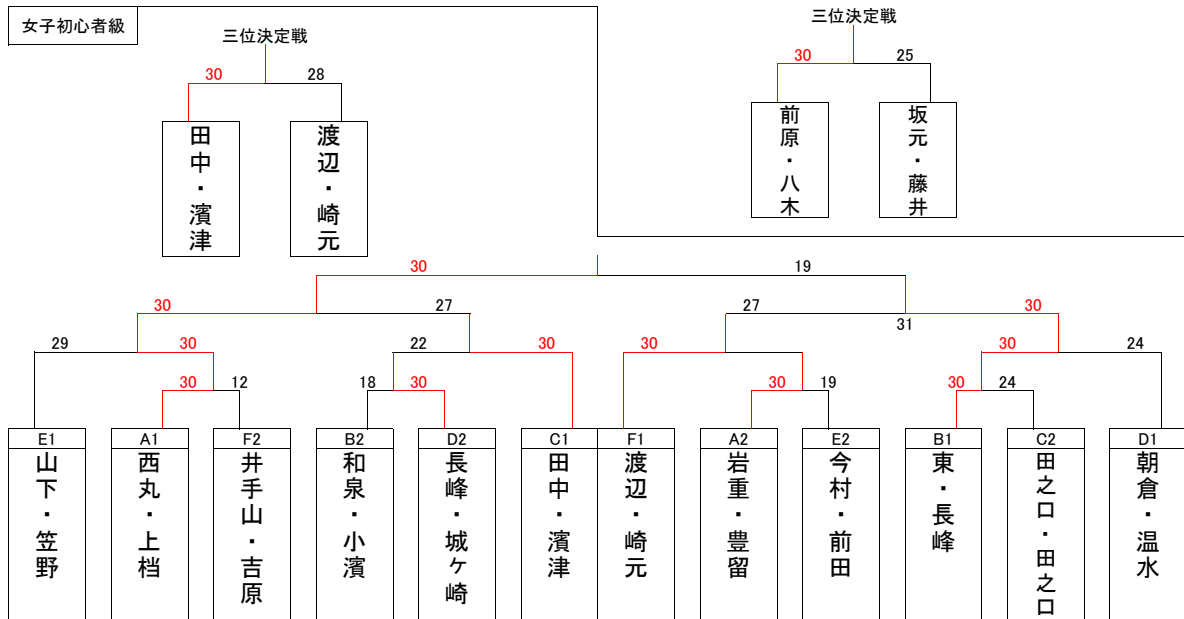 女子初心者級
三位決定戦
30 28
田中・濱津
渡辺・崎元
三位決定戦
30 25
前原・八木
坂元・藤井
30 19
30 27 27 31 30
29 30 22 30 30 30 24
30 12 18 30 30 19 30 24
E1 A1 F2 B2 D2 C1 F1 A2 E2 B1 C2 D1
山下・笠野
西丸・上档
井手山・吉原
和泉・小濱
長峰・城ヶ崎
田中・濱津
渡辺・崎元
岩重・豊留
今村・前田
東・長峰
田之口・田之口
朝倉・温水